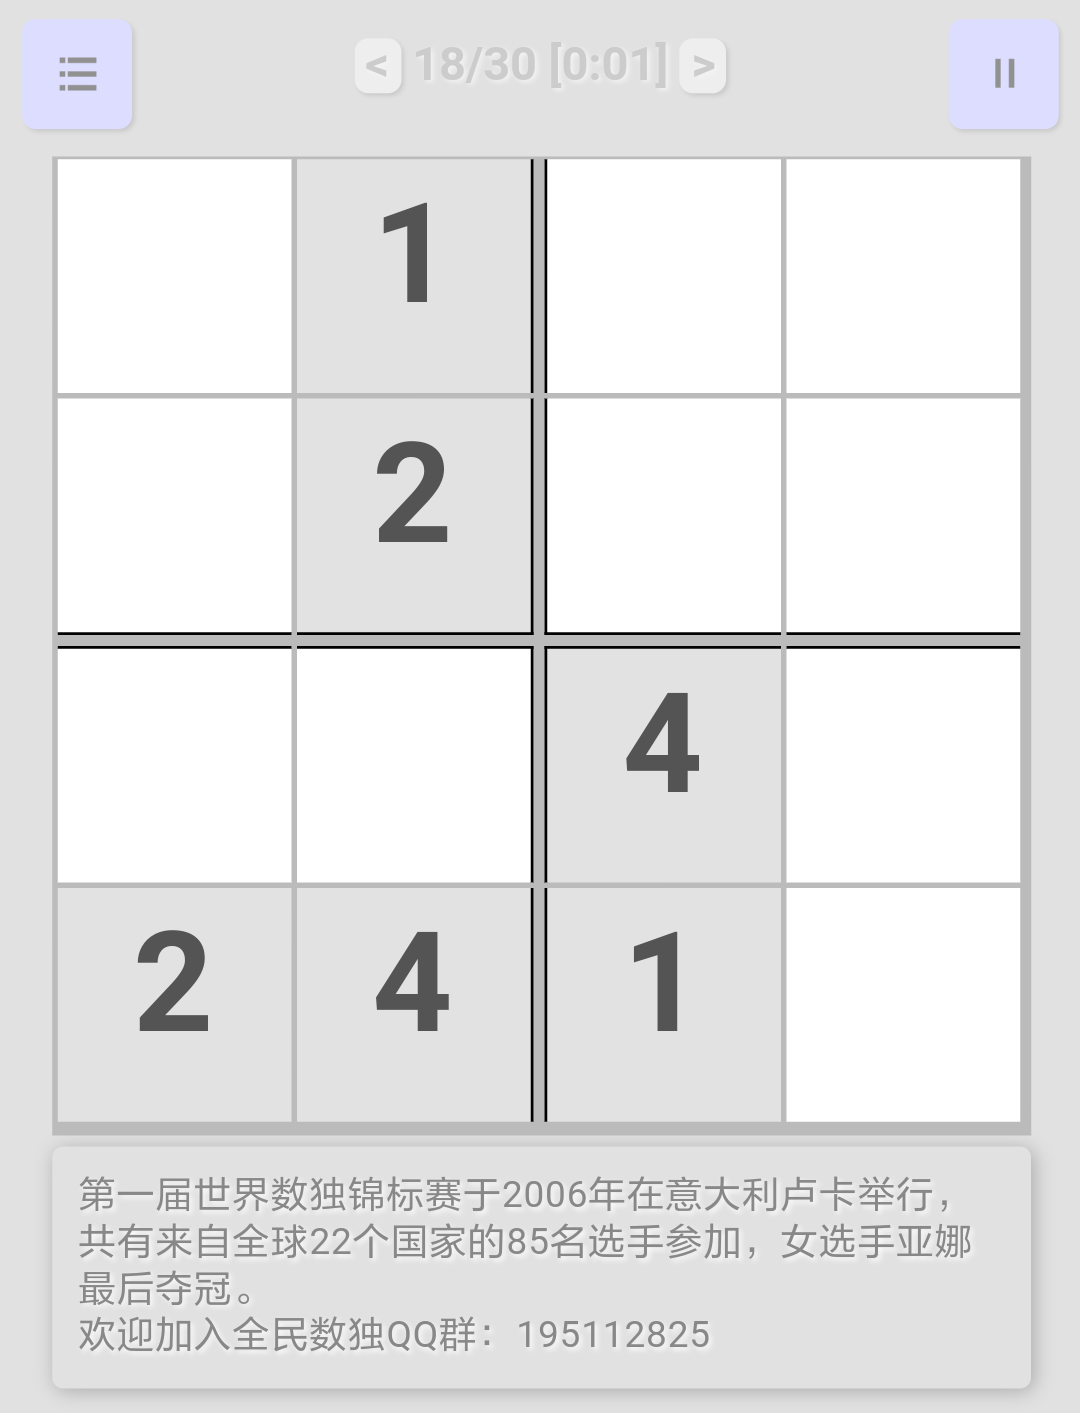 < 18/30 [0:01] >
1
2
4
2 4 1
第一届世界数独锦标赛于2006年在意大利卢卡举行，
共有来自全球22个国家的85名选手参加，女选手亚娜
最后夺冠。
欢迎加入全民数独QQ群：195112825